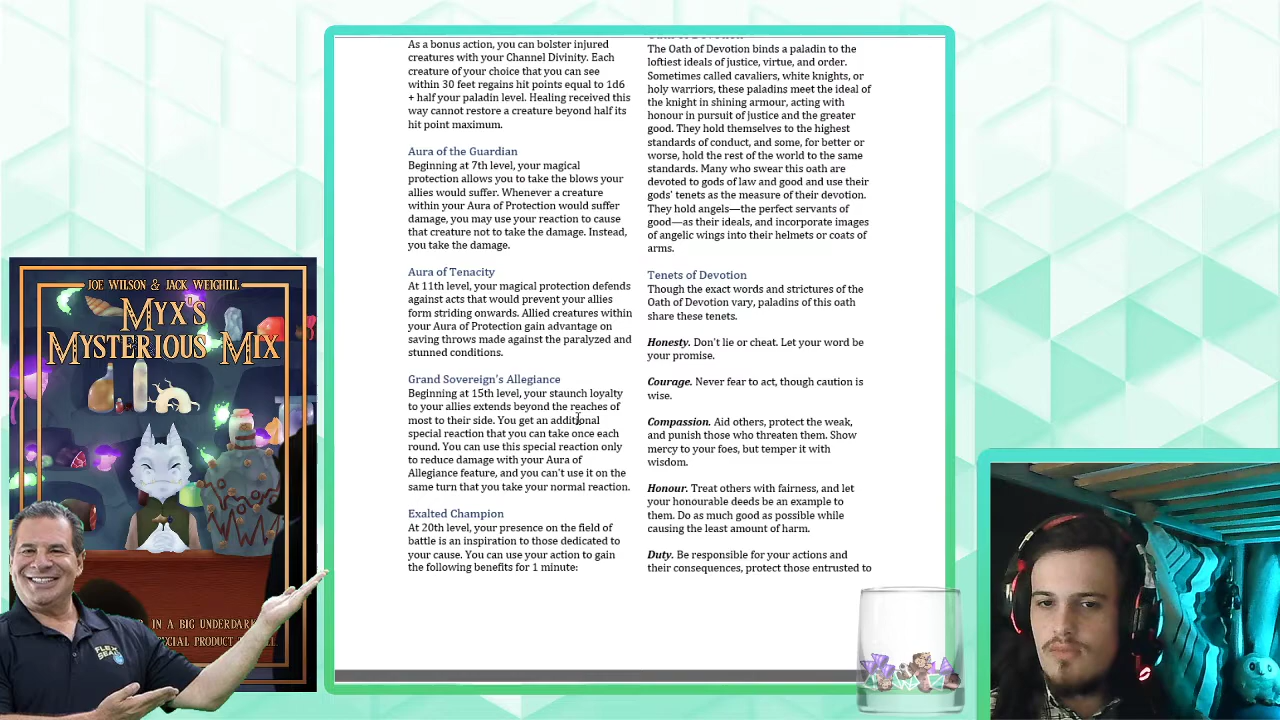 JOE WILSON & JACK WEIGHILL
MYX'S
MYSTERIOUS MIX
IN A BIG UNDERDARK
As a bonus action, you can bolster injured
creatures with your Channel Divinity. Each
creature of your choice that you can see
within 30 feet regains hit points equal to 1d6
+ half your paladin level. Healing received this
way cannot restore a creature beyond half its
hit point maximum.
Aura of the Guardian
Beginning at 7th level, your magical
protection allows you to take the blows your
allies would suffer. Whenever a creature
within your Aura of Protection would suffer
damage, you may use your reaction to cause
that creature not to take the damage. Instead,
you take the damage.
Aura of Tenacity
At 11th level, your magical protection defends
against acts that would prevent your allies
form striding onwards. Allied creatures within
your Aura of Protection gain advantage on
saving throws made against the paralyzed and
stunned conditions.
Grand Sovereign's Allegiance
Beginning at 15th level, your staunch loyalty
to your allies extends beyond the reaches of
most to their side. You get an additional
special reaction that you can take once each
round. You can use this special reaction only
to reduce damage with your Aura of
Allegiance feature, and you can't use it on the
same turn that you take your normal reaction.
Exalted Champion
At 20th level, your presence on the field of
battle is an inspiration to those dedicated to
your cause. You can use your action to gain
the following benefits for 1 minute:
The Oath of Devotion binds a paladin to the
loftiest ideals of justice, virtue, and order.
Sometimes called cavaliers, white knights, or
holy warriors, these paladins meet the ideal of
the knight in shining armour, acting with
honour in pursuit of justice and the greater
good. They hold themselves to the highest
standards of conduct, and some, for better or
worse, hold the rest of the world to the same
standards. Many who swear this oath are
devoted to gods of law and good and use their
gods' tenets as the measure of their devotion.
They hold angels—the perfect servants of
good—as their ideals, and incorporate images
of angelic wings into their helmets or coats of
arms.
Tenets of Devotion
Though the exact words and strictures of the
Oath of Devotion vary, paladins of this oath
share these tenets.
Honesty. Don't lie or cheat. Let your word be
your promise.
Courage. Never fear to act, though caution is
wise.
Compassion. Aid others, protect the weak,
and punish those who threaten them. Show
mercy to your foes, but temper it with
wisdom.
Honour. Treat others with fairness, and let
your honourable deeds be an example to
them. Do as much good as possible while
causing the least amount of harm.
Duty. Be responsible for your actions and
their consequences, protect those entrusted to